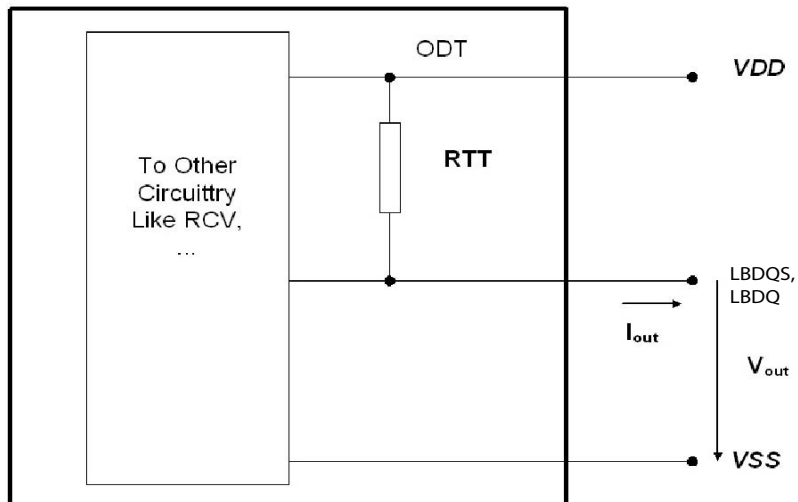 ODT
VDD
To Other
Circuittry
Like RCV,
...
RTT
LBDQS,
LBDQ
Iout
Vout
VSS